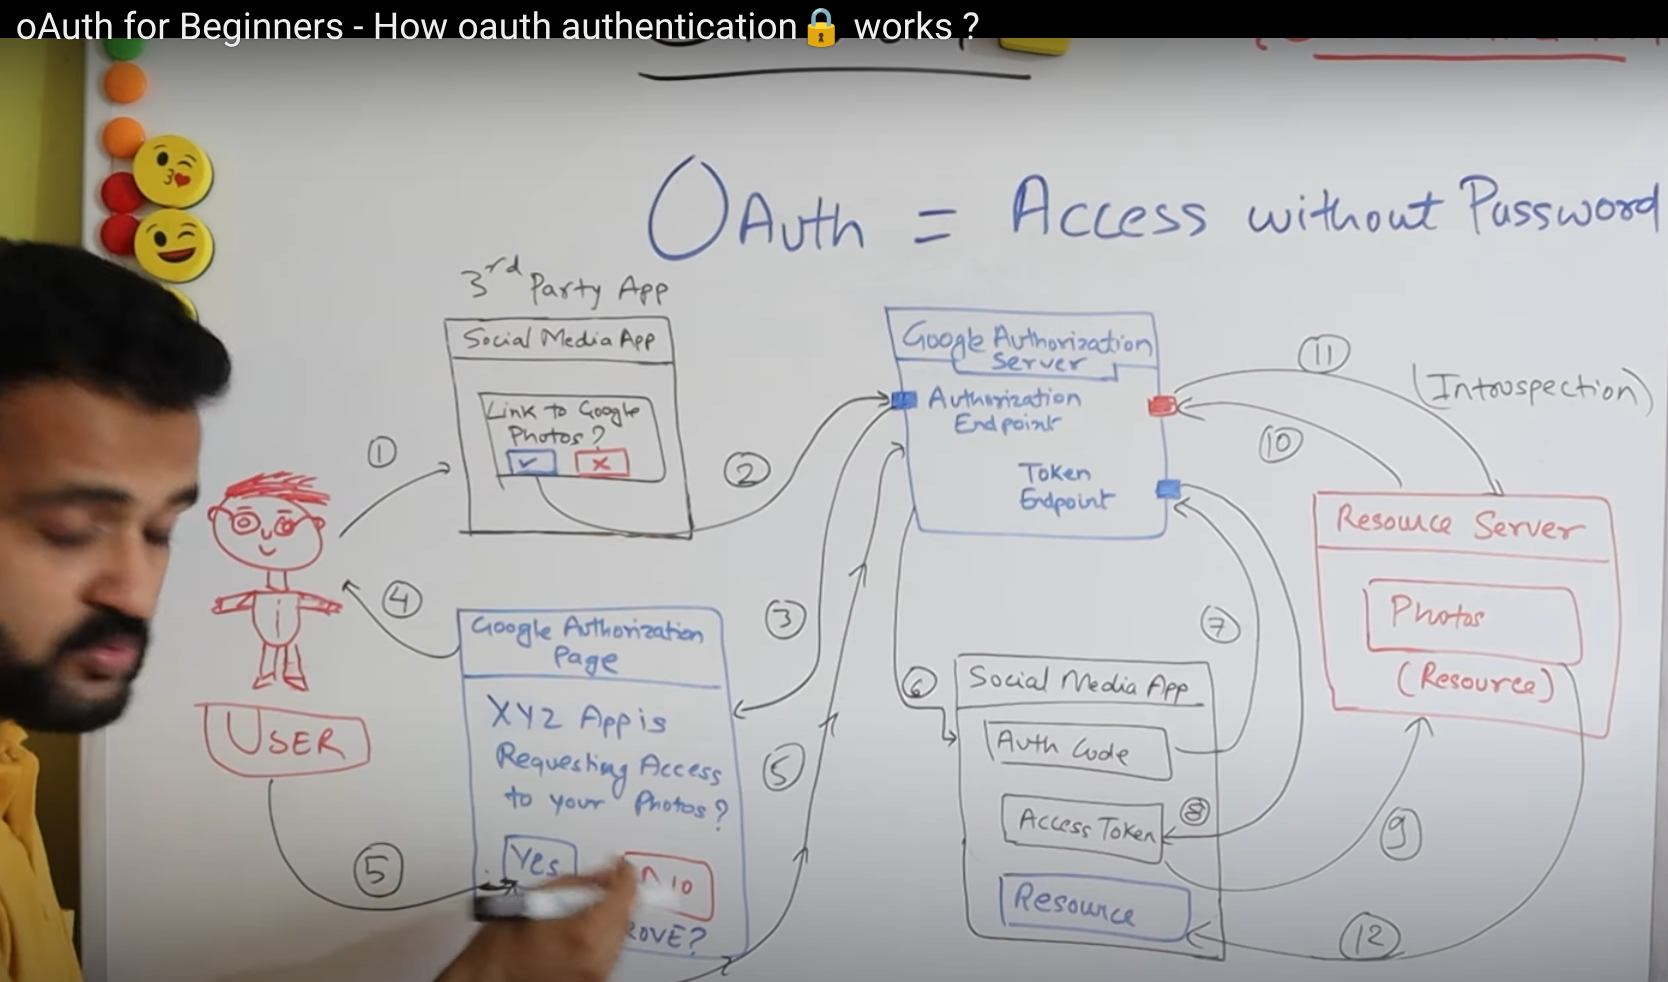 oAuth for Beginners - How oauth authentication🔒 works ?
OAuth = Access without Password
3rd Party App
Social Media App
Link to Google
Photos?
1
2
Google Authorization
Server
Authorization
Endpoint
Token
Endpoint
11
(Introspection)
10
Resource Server
Photos
(Resource)
4
3
7
USER
Google Authorization
Page
XYZ App is
Requesting Access
to your Photos?
Yes
No
ROVE?
5
5
6
Social Media App
Auth Code
Access Token
8
Resource
9
12